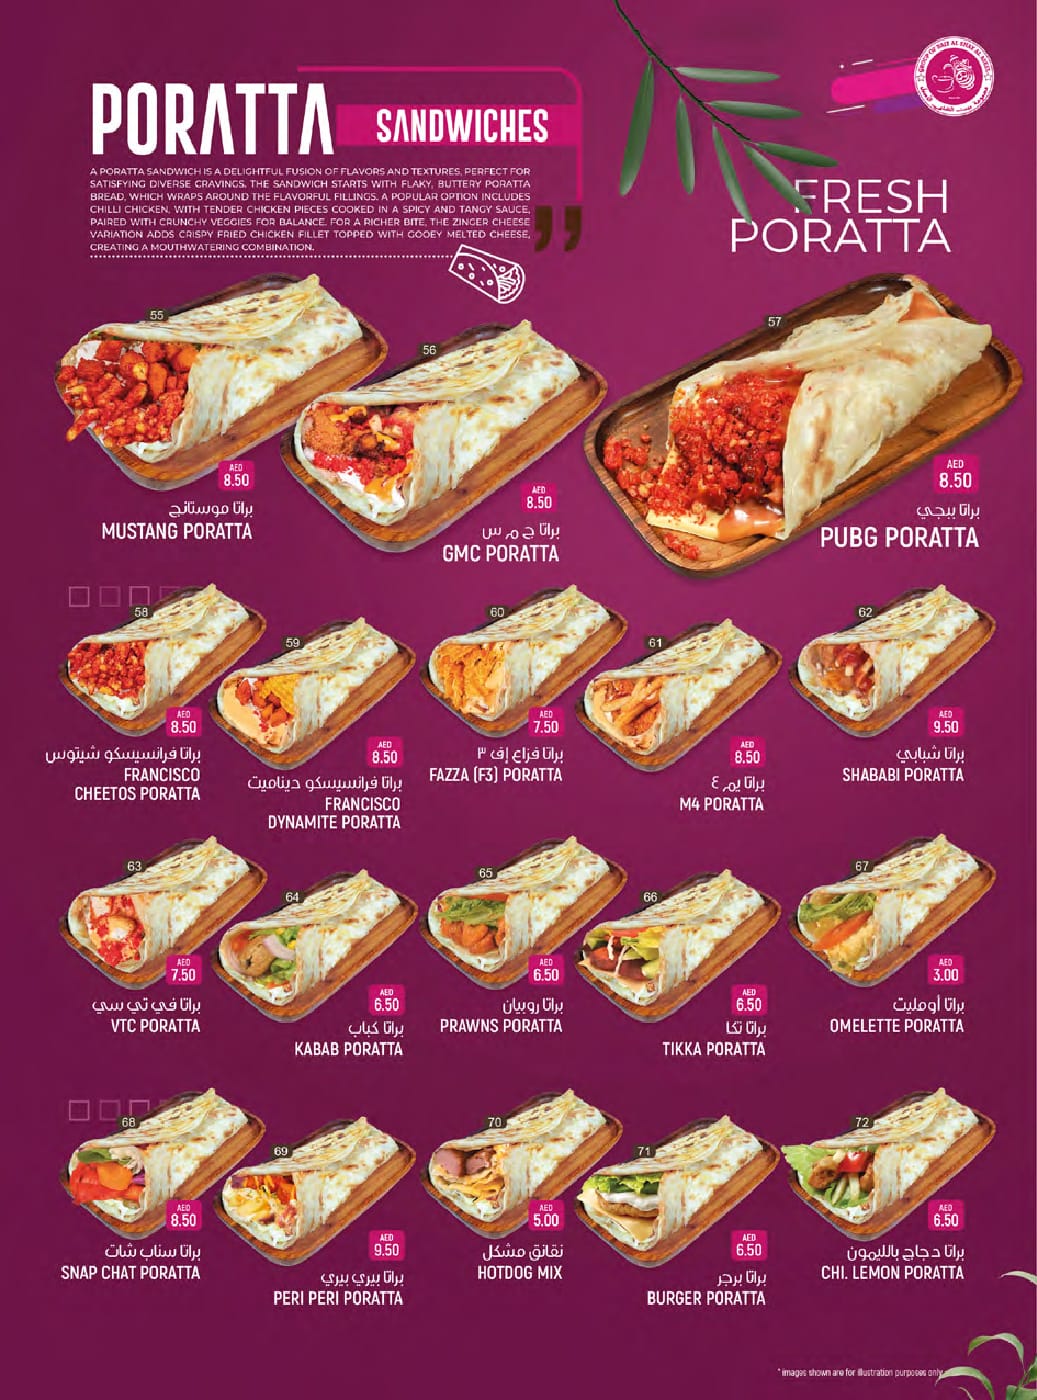 PORATTA
SANDWICHES
A PORATTA SANDWICH IS A DELIGHTFUL FUSION OF FLAVORS AND TEXTURES, PERFECT FOR
SATISFYING DIVERSE CRAVINGS. THE SANDWICH STARTS WITH FLAKY, BUTTERY PORATTA
BREAD, WHICH WRAPS AROUND THE FLAVORFUL FILLINGS. A POPULAR OPTION INCLUDES
CHILLI CHICKEN, WITH TENDER CHICKEN PIECES COOKED IN A SPICY AND TANGY SAUCE,
PAIRED WITH CRUNCHY VEGGIES FOR BALANCE. FOR A RICHER BITE, THE ZINGER CHEESE
VARIATION ADDS CRISPY FRIED CHICKEN FILLET TOPPED WITH GOOEY MELTED CHEESE,
CREATING A MOUTHWATERING COMBINATION.
FRESH
PORATTA
55
AED
8.50
براتا موستانج
MUSTANG PORATTA
56
AED
8.50
براتا ج م س
GMC PORATTA
57
AED
8.50
براتا ببجي
PUBG PORATTA
58
AED
8.50
براتا فرانسيسكو شيتوس
FRANCISCO
CHEETOS PORATTA
59
AED
8.50
براتا فرانسيسكو ديناميت
FRANCISCO
DYNAMITE PORATTA
60
AED
7.50
براتا فزاع إف ٣
FAZZA (F3) PORATTA
61
AED
8.50
براتا يم ٤
M4 PORATTA
62
AED
9.50
براتا شبابي
SHABABI PORATTA
63
AED
7.50
براتا في تي سي
VTC PORATTA
64
AED
6.50
براتا كباب
KABAB PORATTA
65
AED
6.50
براتا روبيان
PRAWNS PORATTA
66
AED
6.50
براتا تكا
TIKKA PORATTA
67
AED
3.00
براتا أومليت
OMELETTE PORATTA
68
AED
8.50
براتا سناب شات
SNAP CHAT PORATTA
69
AED
9.50
براتا بيري بيري
PERI PERI PORATTA
70
AED
5.00
نقانق مشكل
HOTDOG MIX
71
AED
6.50
براتا برجر
BURGER PORATTA
72
AED
6.50
براتا دجاج بالليمون
CHI. LEMON PORATTA
* images shown are for illustration purposes only